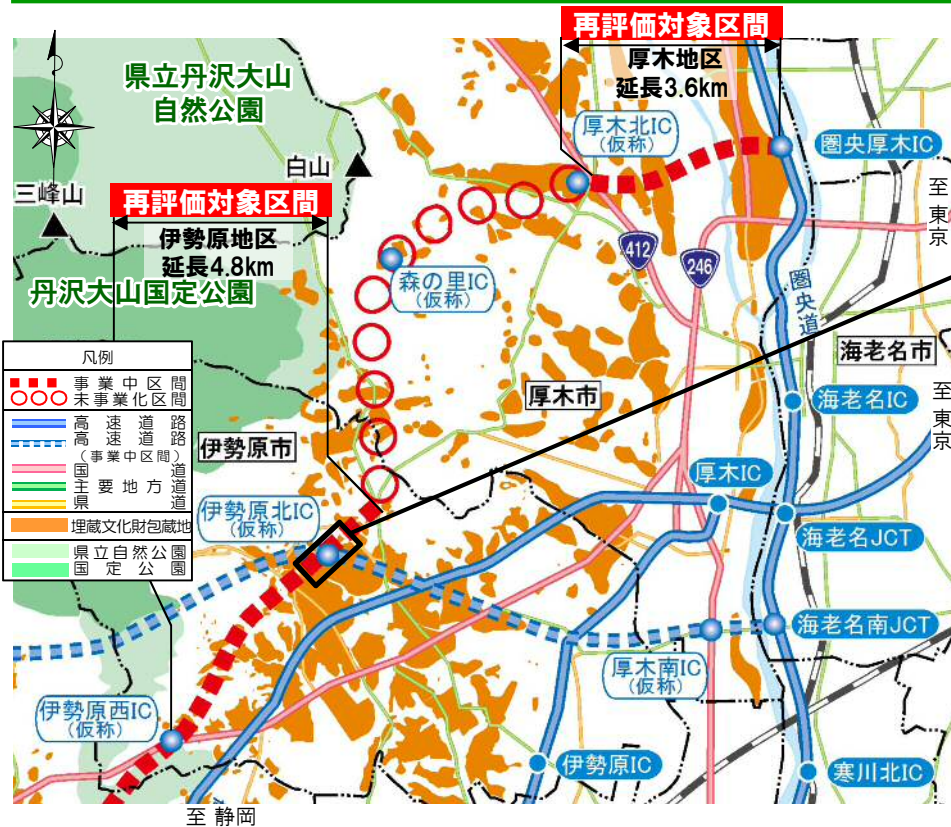 再評価対象区間
厚木地区
延長3.6km
県立丹沢大山
自然公園
厚木北IC
(仮称)
圏央厚木IC
白山
三峰山
至
東
京
再評価対象区間
伊勢原地区
延長4.8km
412
246
丹沢大山国定公園
森の里IC
(仮称)
圏央道
海老名市
凡例
事業中区間
未事業化区間
高速道路
高速道路
(事業中区間)
国道
主要地方道
県道
埋蔵文化財包蔵地
県立自然公園
国定公園
厚木市
海老名IC
至
東
京
伊勢原市
厚木IC
伊勢原北IC
(仮称)
海老名JCT
海老名南JCT
厚木南IC
(仮称)
伊勢原西IC
(仮称)
伊勢原IC
寒川北IC
至 静岡